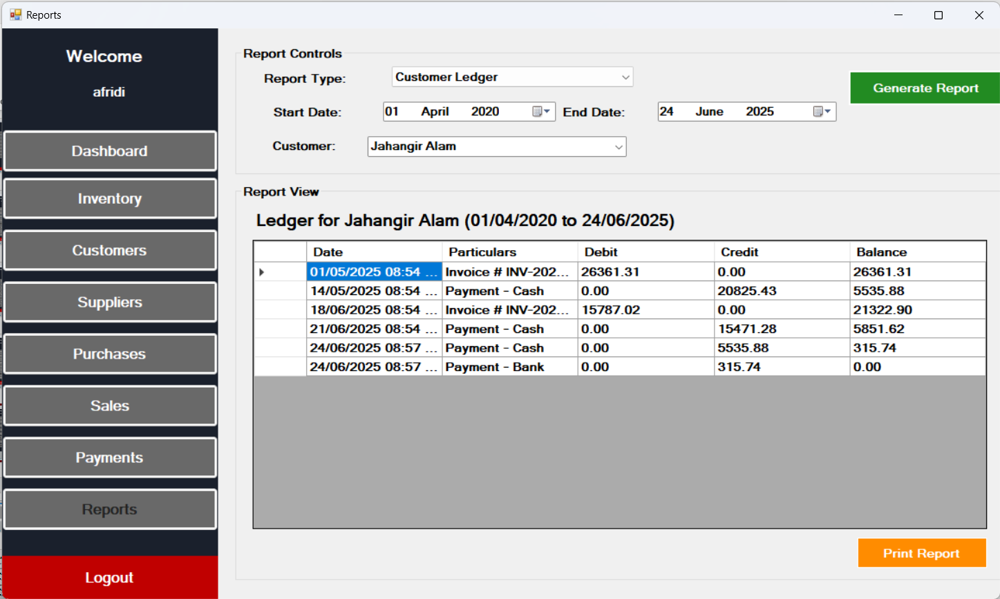 Reports
Welcome
afridi
Dashboard
Inventory
Customers
Suppliers
Purchases
Sales
Payments
Reports
Logout
Report Controls
Report Type: Customer Ledger
Generate Report
Start Date: 01 April 2020 End Date: 24 June 2025
Customer: Jahangir Alam
Report View
Ledger for Jahangir Alam (01/04/2020 to 24/06/2025)
Date Particulars Debit Credit Balance
01/05/2025 08:54 ... Invoice # INV-202... 26361.31 0.00 26361.31
14/05/2025 08:54 ... Payment - Cash 0.00 20825.43 5535.88
18/06/2025 08:54 ... Invoice # INV-202... 15787.02 0.00 21322.90
21/06/2025 08:54 ... Payment - Cash 0.00 15471.28 5851.62
24/06/2025 08:57 ... Payment - Cash 0.00 5535.88 315.74
24/06/2025 08:57 ... Payment - Bank 0.00 315.74 0.00
Print Report